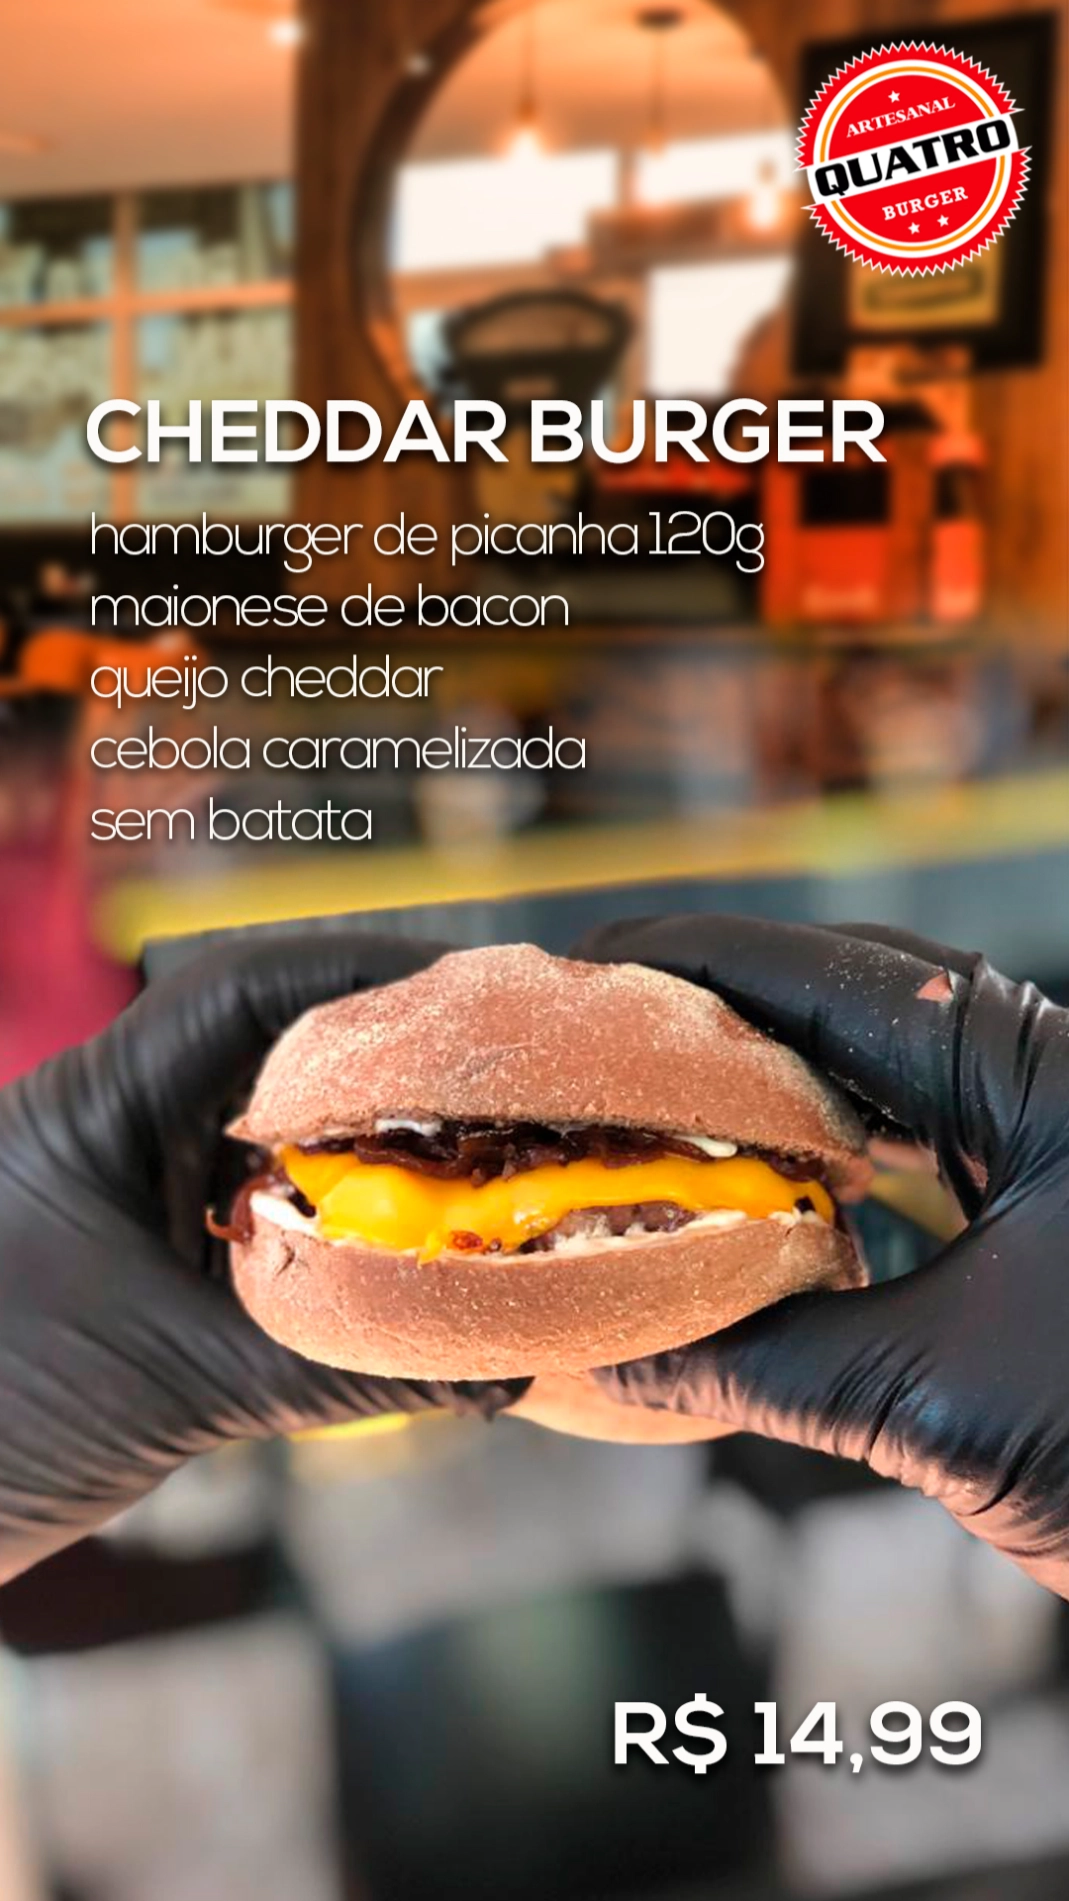 ARTESANAL
QUATRO
BURGER
CHEDDAR BURGER
hamburger de picanha 120g
maionese de bacon
queijo cheddar
cebola caramelizada
sem batata
R$ 14,99